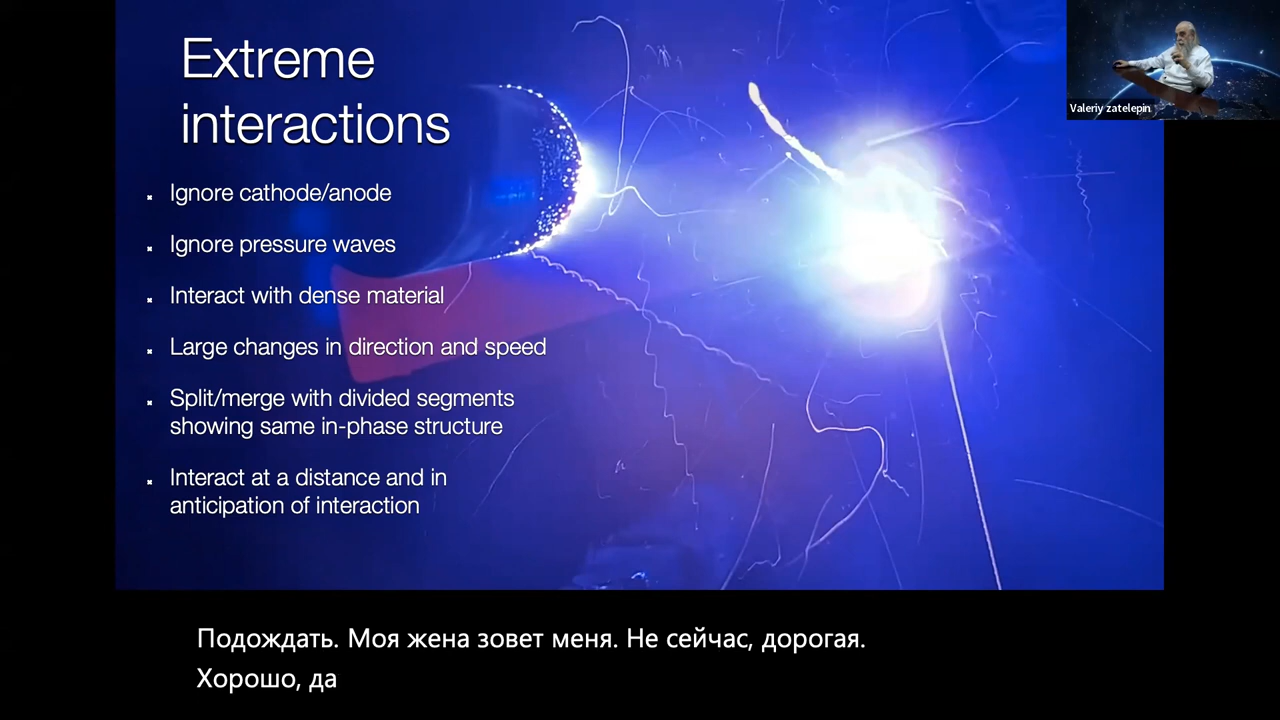 Extreme
interactions
Ignore cathode/anode
Ignore pressure waves
Interact with dense material
Large changes in direction and speed
Split/merge with divided segments
showing same in-phase structure
Interact at a distance and in
anticipation of interaction
Valeriy zatelepin
Подождать. Моя жена зовет меня. Не сейчас, дорогая.
Хорошо, да